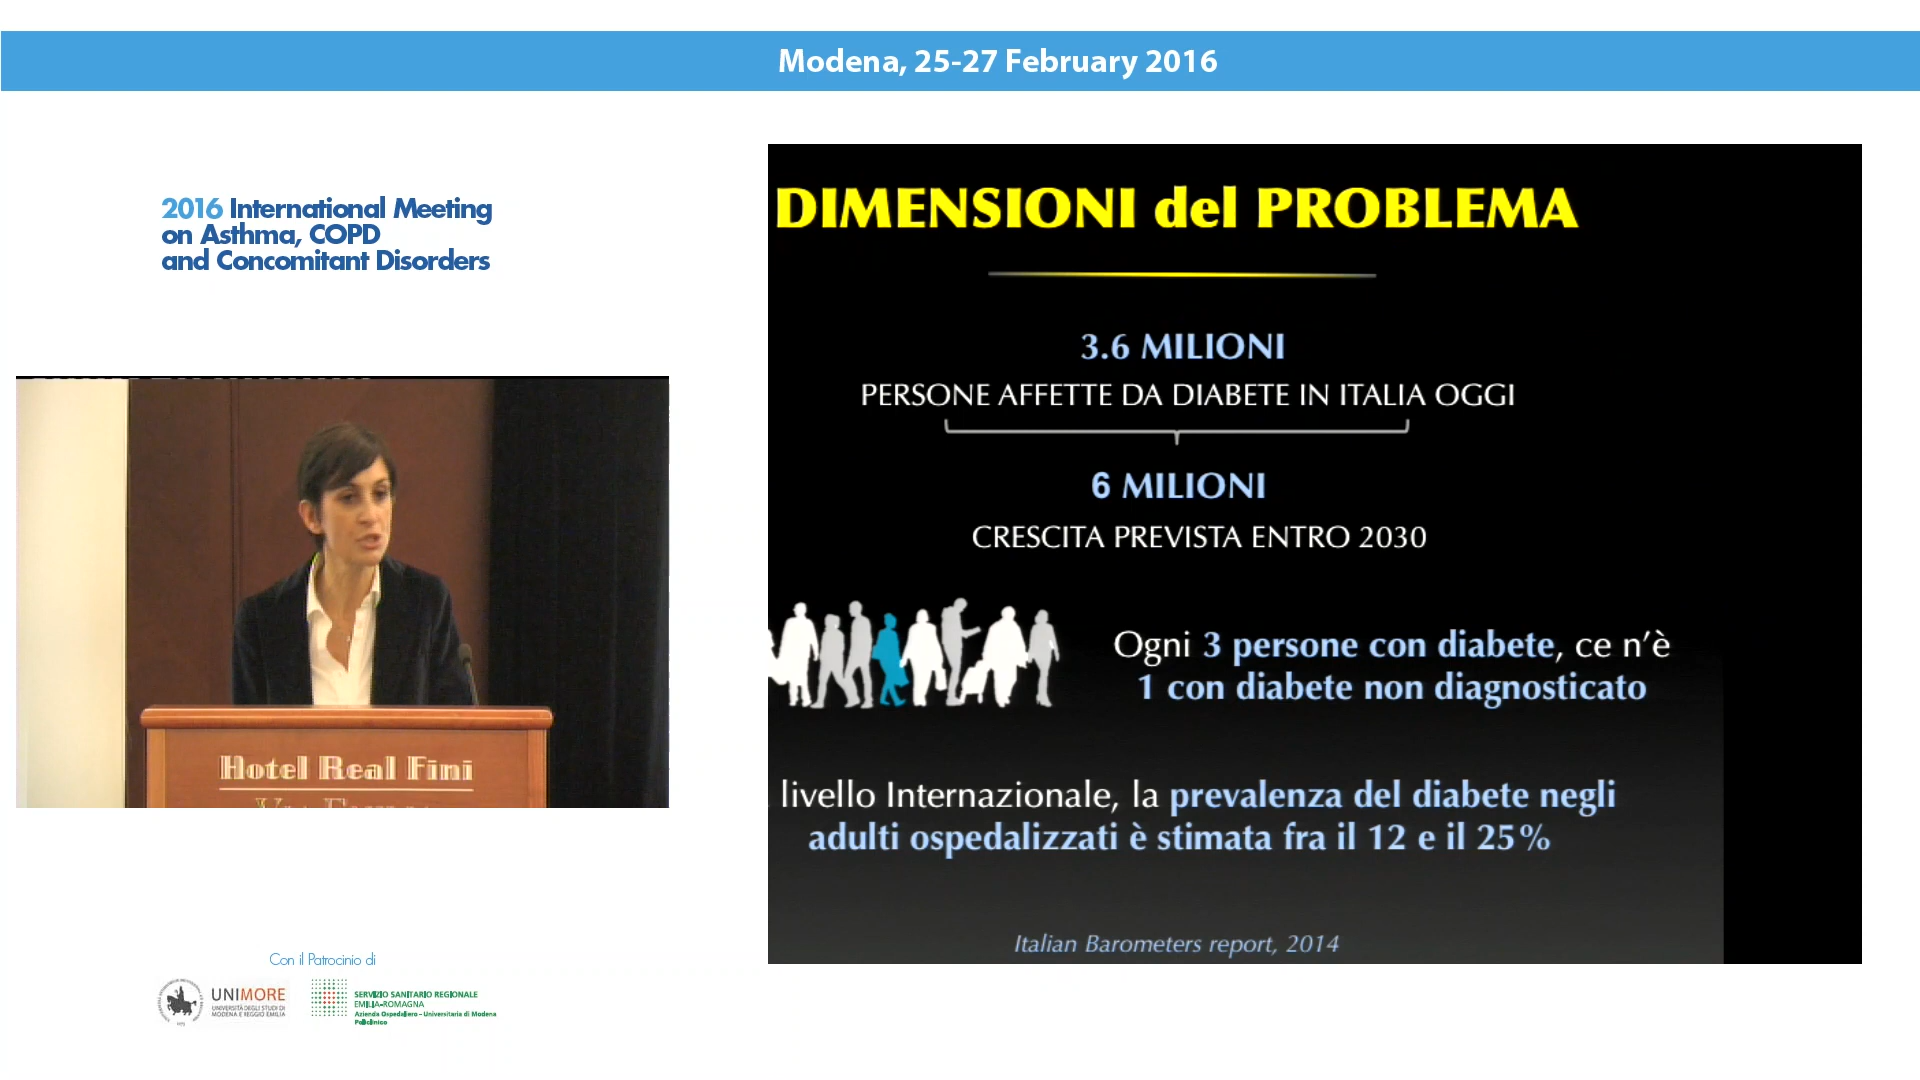 Modena, 25-27 February 2016
2016 International Meeting
on Asthma, COPD
and Concomitant Disorders
Hotel Real Fini
DIMENSIONI del PROBLEMA
3.6 MILIONI
PERSONE AFFETTE DA DIABETE IN ITALIA OGGI
6 MILIONI
CRESCITA PREVISTA ENTRO 2030
Ogni 3 persone con diabete, ce n'è
1 con diabete non diagnosticato
livello Internazionale, la prevalenza del diabete negli
adulti ospedalizzati è stimata fra il 12 e il 25%
Italian Barometers report, 2014
Con il Patrocinio di
UNIMORE
UNIVERSITÀ DEGLI STUDI DI
MODENA E REGGIO EMILIA
SERVIZIO SANITARIO REGIONALE
EMILIA-ROMAGNA
Azienda Ospedaliero - Universitaria di Modena
Policlinico